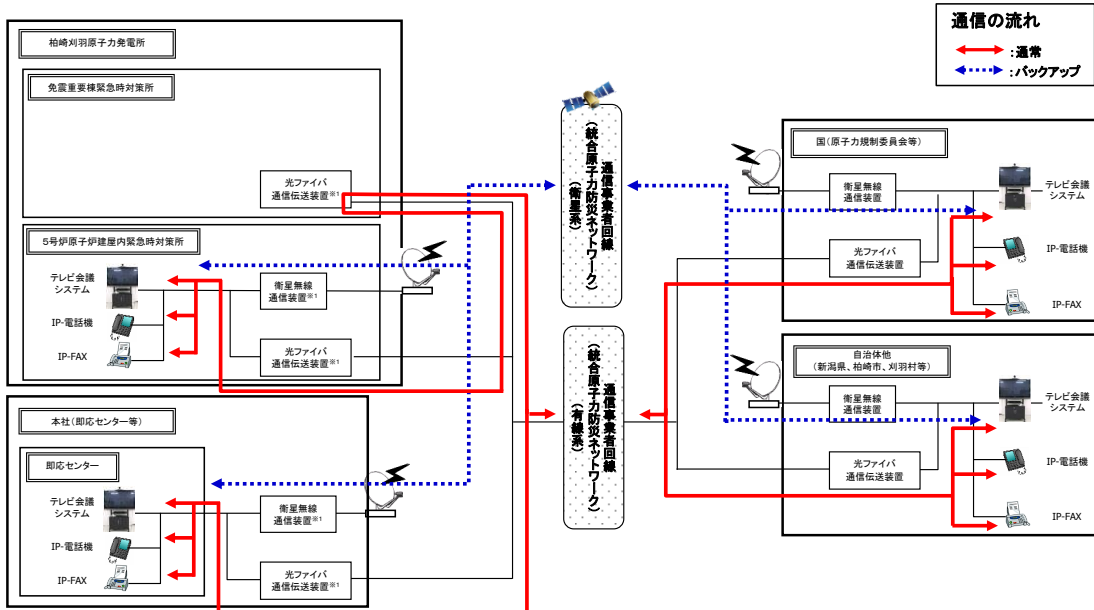 通信の流れ
:通常
:バックアップ
柏崎刈羽原子力発電所
免震重要棟緊急時対策所
光ファイバ
通信伝送装置※1
5号炉原子炉建屋内緊急時対策所
テレビ会議
システム
IP-電話機
IP-FAX
衛星無線
通信装置※1
光ファイバ
通信伝送装置※1
本社(即応センター等)
即応センター
テレビ会議
システム
IP-電話機
IP-FAX
衛星無線
通信装置※1
光ファイバ
通信伝送装置※1
通信事業者回線
(統合原子力防災ネットワーク)
(衛星系)
通信事業者回線
(統合原子力防災ネットワーク)
(有線系)
国(原子力規制委員会等)
衛星無線
通信装置
光ファイバ
通信伝送装置
テレビ会議
システム
IP-電話機
IP-FAX
自治体他
(新潟県、柏崎市、刈羽村等)
衛星無線
通信装置
光ファイバ
通信伝送装置
テレビ会議
システム
IP-電話機
IP-FAX